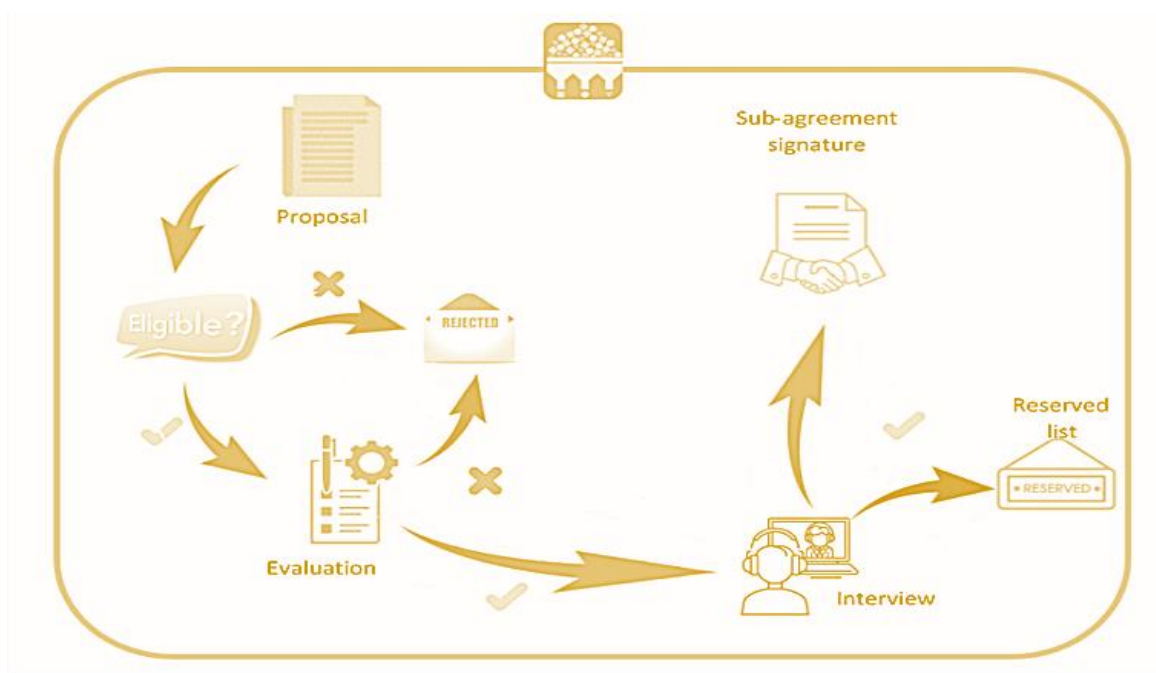 Sub-agreement
signature
Proposal
Eligible?
REJECTED
Reserved
list
• RESERVED •
Evaluation
Interview